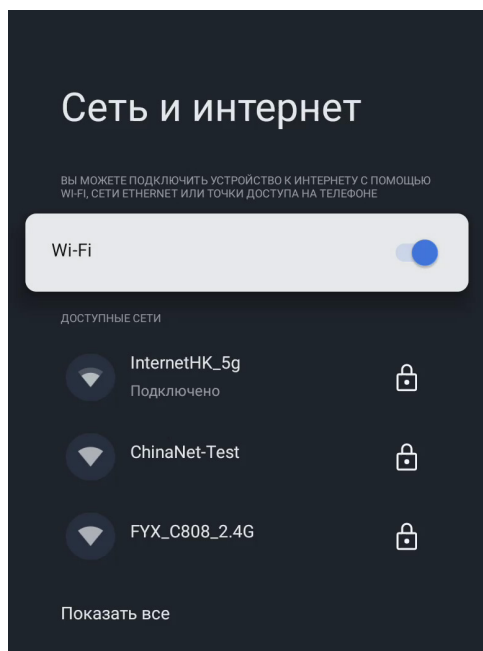 Сеть и интернет
ВЫ МОЖЕТЕ ПОДКЛЮЧИТЬ УСТРОЙСТВО К ИНТЕРНЕТУ С ПОМОЩЬЮ
WI-FI, СЕТИ ETHERNET ИЛИ ТОЧКИ ДОСТУПА НА ТЕЛЕФОНЕ
Wi-Fi
ДОСТУПНЫЕ СЕТИ
InternetHK_5g
Подключено
ChinaNet-Test
FYX_C808_2.4G
Показать все